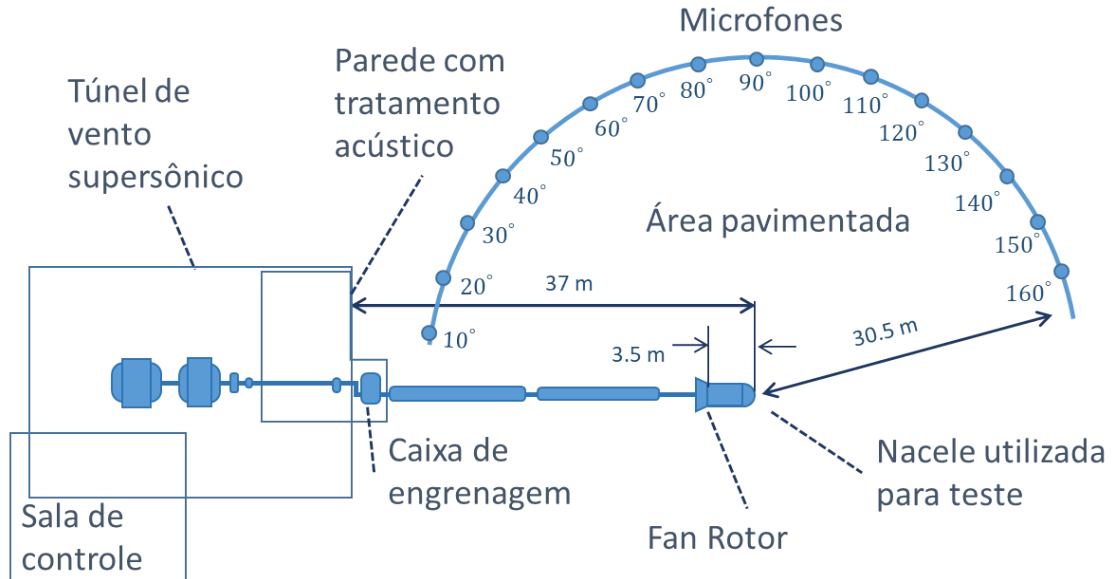 Microfones
Túnel de
vento
supersônico
Parede com
tratamento
acústico
10°
20°
30°
40°
50°
60°
70°
80°
90°
100°
110°
120°
130°
140°
150°
160°
Área pavimentada
37 m
3.5 m
30.5 m
Caixa de
engrenagem
Nacele utilizada
para teste
Fan Rotor
Sala de
controle